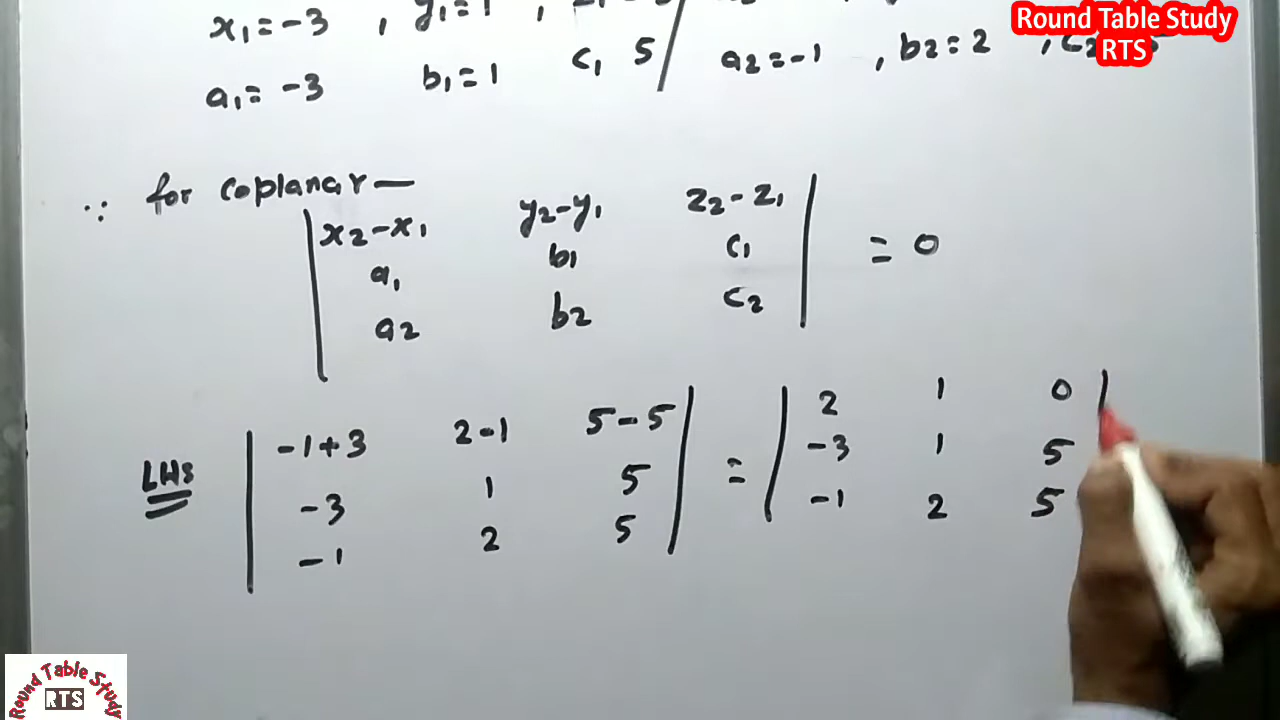 x₁ = -3 , y₁ = 1 ,
Round Table Study
RTS
a₁ = -3 b₁ = 1 c₁ 5 / a₂ = -1 , b₂ = 2 , c₂
∵ for coplanar —
| x₂-x₁ y₂-y₁ z₂-z₁ |
| a₁ b₁ c₁ | = 0
| a₂ b₂ c₂ |
LHS | -1+3 2-1 5-5 | = | 2 1 0 |
| -3 1 5 | | -3 1 5
| -1 2 5 | | -1 2 5
Round Table Study
RTS